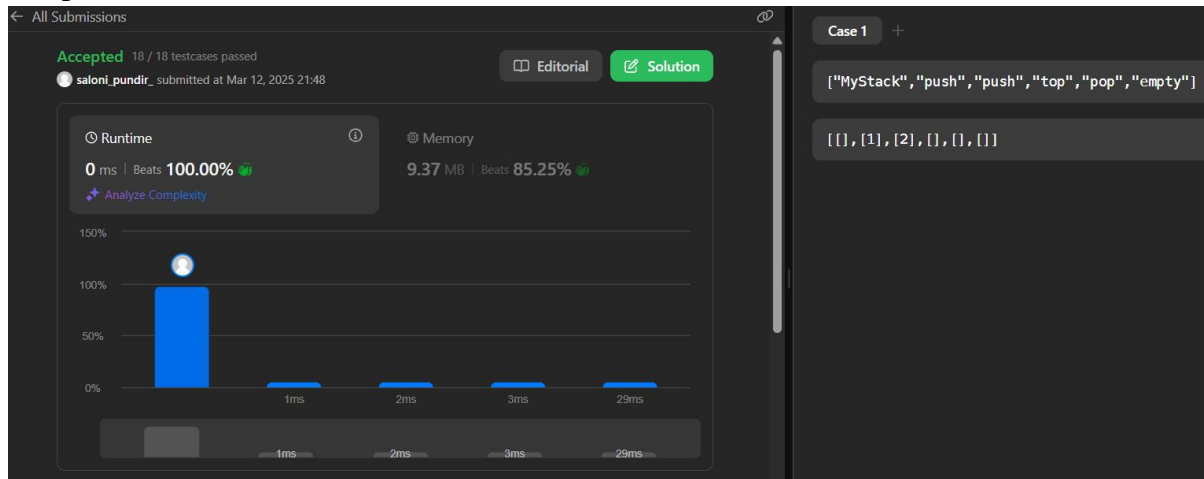 ← All Submissions
Accepted 18 / 18 testcases passed
saloni_pundir_ submitted at Mar 12, 2025 21:48
Editorial
Solution
Runtime
0 ms | Beats 100.00%
Analyze Complexity
Memory
9.37 MB | Beats 85.25%
150%
100%
50%
0%
1ms 2ms 3ms 29ms
1ms 2ms 3ms 29ms
Case 1 +
["MyStack","push","push","top","pop","empty"]
[[],[1],[2],[],[],[]]